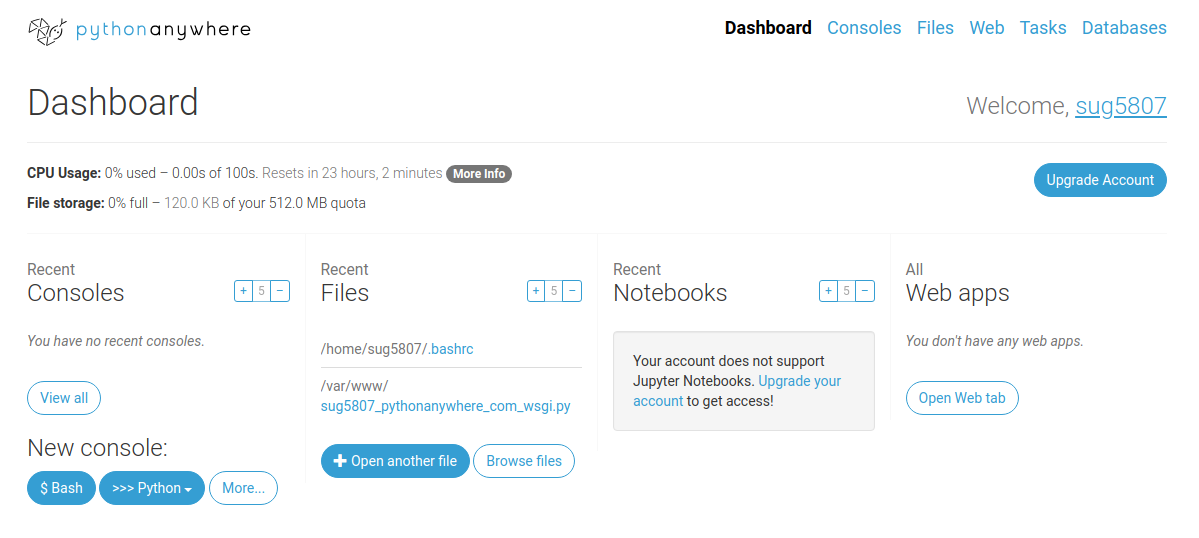 pythonanywhere
Dashboard Consoles Files Web Tasks Databases
Dashboard
Welcome, sug5807
CPU Usage: 0% used – 0.00s of 100s. Resets in 23 hours, 2 minutes More Info
Upgrade Account
File storage: 0% full – 120.0 KB of your 512.0 MB quota
Recent
Consoles
+ 5 −
You have no recent consoles.
View all
New console:
$ Bash >>> Python More...
Recent
Files
+ 5 −
/home/sug5807/.bashrc
/var/www/
sug5807_pythonanywhere_com_wsgi.py
+ Open another file Browse files
Recent
Notebooks
+ 5 −
Your account does not support
Jupyter Notebooks. Upgrade your
account to get access!
All
Web apps
You don't have any web apps.
Open Web tab